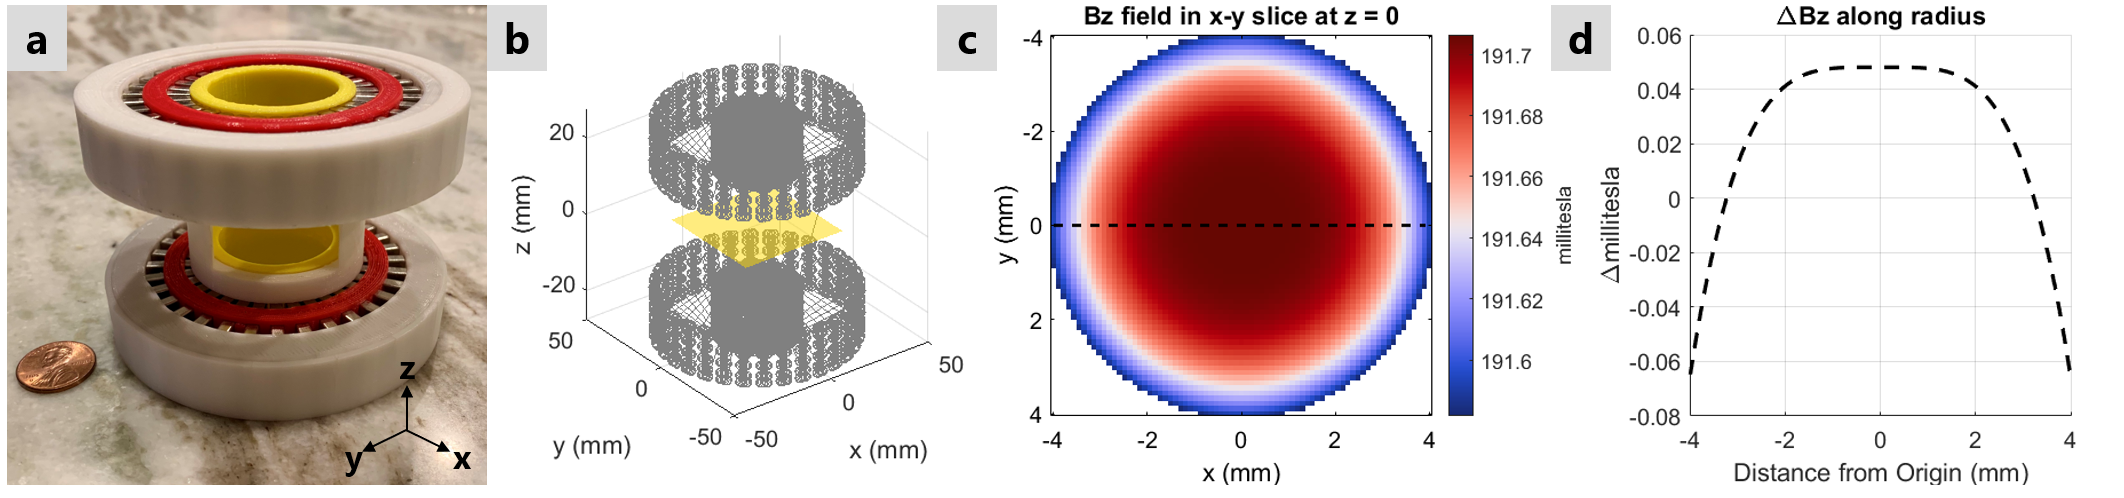 a
z
y
x
b
z (mm)
20
0
-20
50
0
-50
y (mm)
-50
0
50
x (mm)
c
Bz field in x-y slice at z = 0
-4
-2
0
2
4
y (mm)
-4
-2
0
2
4
x (mm)
191.7
191.68
191.66
191.64
191.62
191.6
millitesla
d
ΔBz along radius
0.06
0.04
0.02
0
-0.02
-0.04
-0.06
-0.08
Δmillitesla
-4
-2
0
2
4
Distance from Origin (mm)